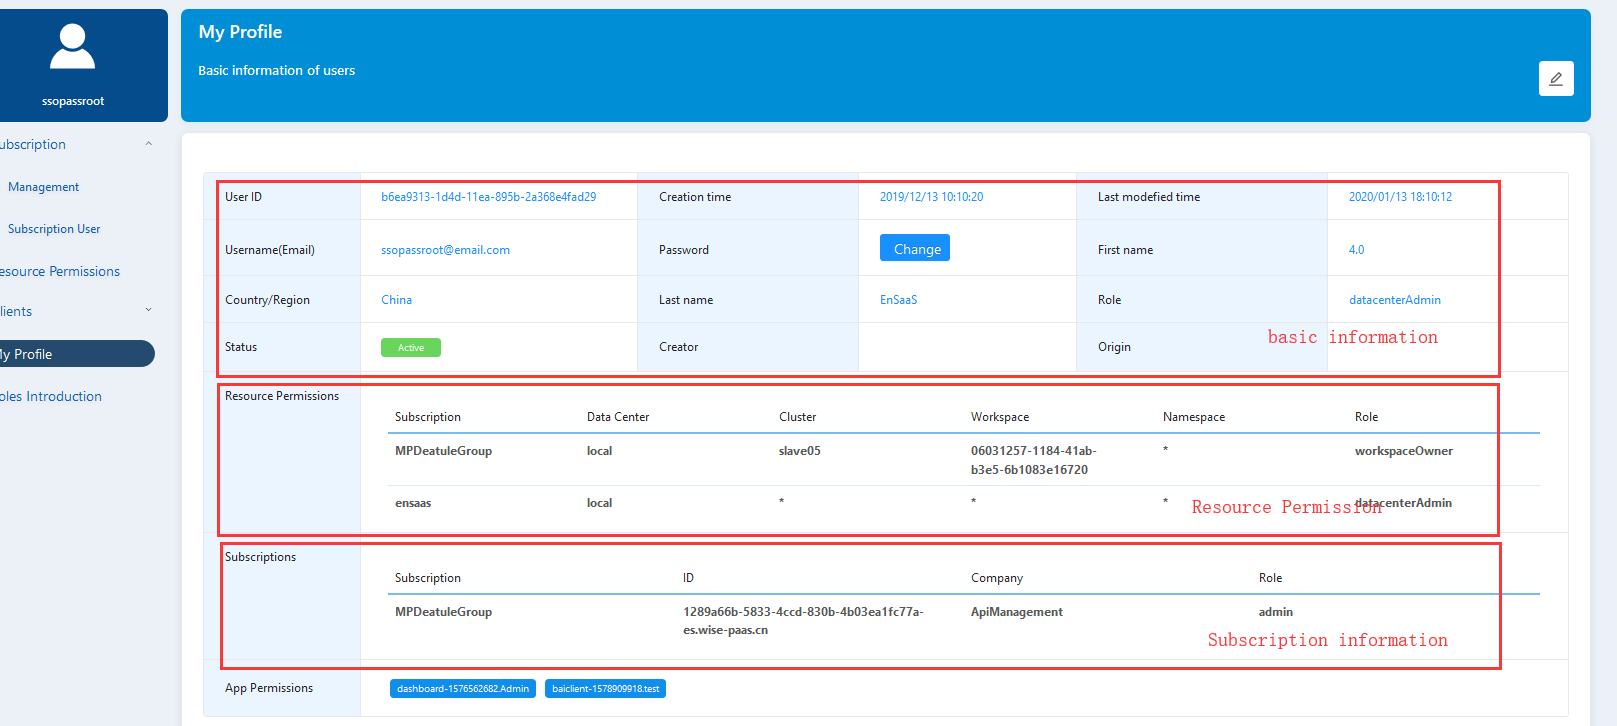 My Profile
Basic information of users
ssopassroot
ubscription
Management
Subscription User
esource Permissions
lients
y Profile
oles Introduction
User ID b6ea9313-1d4d-11ea-895b-2a368e4fad29 Creation time 2019/12/13 10:10:20 Last modefied time 2020/01/13 18:10:12
Username(Email) ssopassroot@email.com Password Change First name 4.0
Country/Region China Last name EnSaaS Role datacenterAdmin
basic information
Status Active Creator Origin
Resource Permissions
Subscription Data Center Cluster Workspace Namespace Role
MPDeatuleGroup local slave05 06031257-1184-41ab- * workspaceOwner
b3e5-6b1083e16720
ensaas local * * * datacenterAdmin
Resource Permission
Subscriptions
Subscription ID Company Role
MPDeatuleGroup 1289a66b-5833-4ccd-830b-4b03ea1fc77a- ApiManagement admin
es.wise-paas.cn
Subscription information
App Permissions dashboard-1576562682.Admin baiclient-1578909918.test